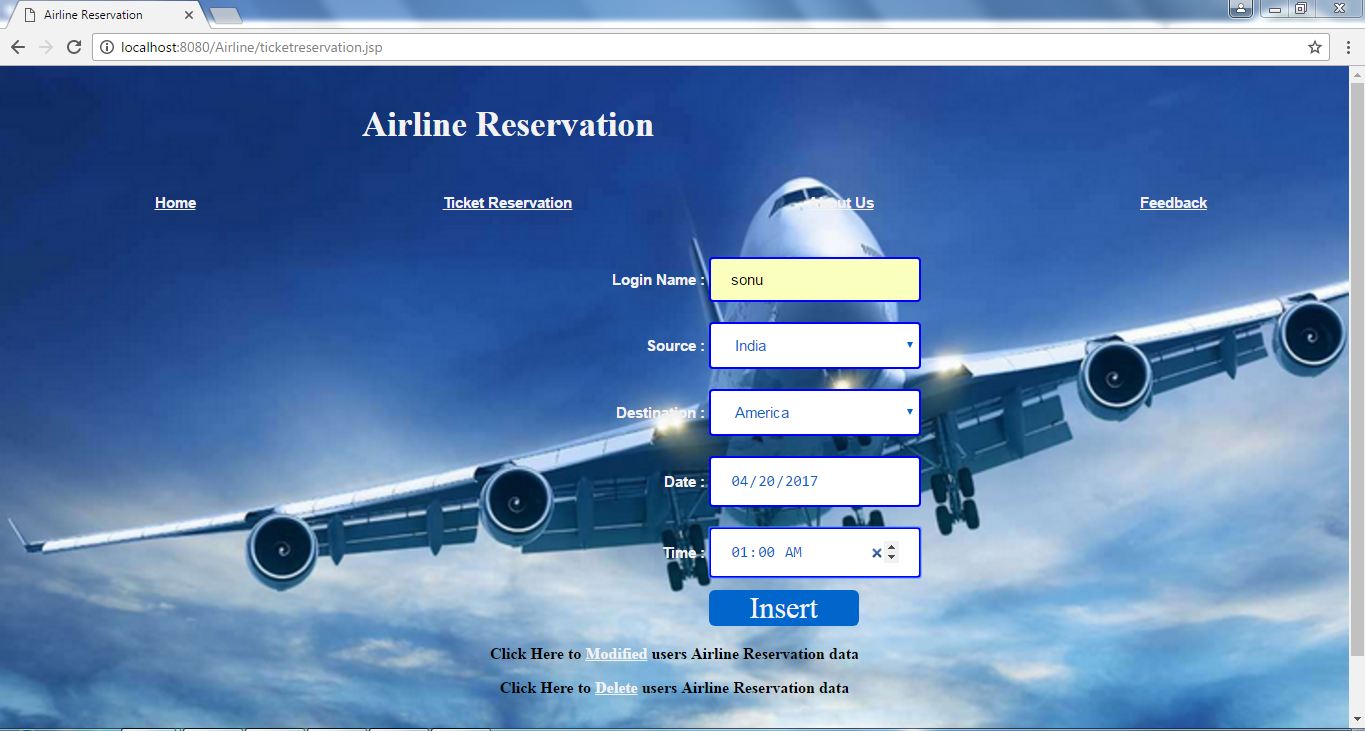 Airline Reservation
localhost:8080/Airline/ticketreservation.jsp
Airline Reservation
Home Ticket Reservation About Us Feedback
Login Name : sonu
Source : India
Destination : America
Date : 04/20/2017
Time : 01:00 AM
Insert
Click Here to Modified users Airline Reservation data
Click Here to Delete users Airline Reservation data